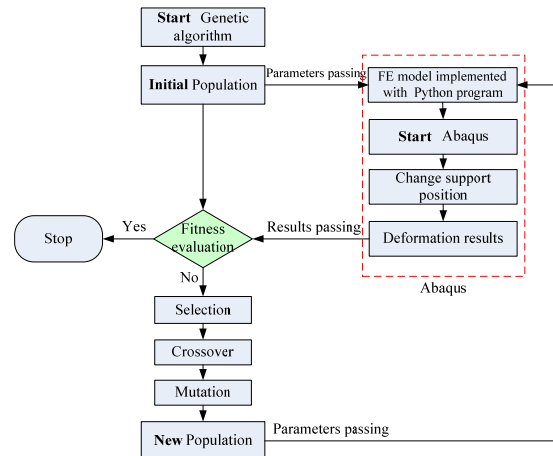 Start Genetic
algorithm
Initial Population
Parameters passing
FE model implemented
with Python program
Start Abaqus
Change support
position
Deformation results
Abaqus
Results passing
Fitness
evaluation
Yes
Stop
No
Selection
Crossover
Mutation
New Population
Parameters passing